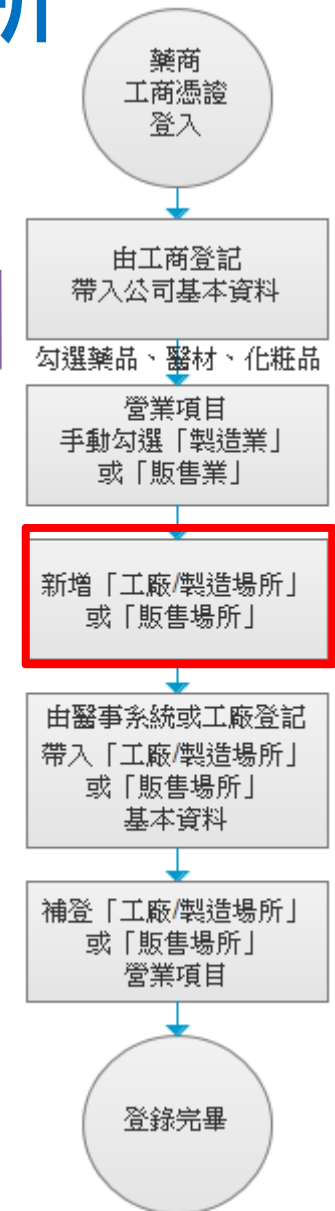 所
藥商
工商憑證
登入
由工商登記
帶入公司基本資料
勾選藥品、醫材、化粧品
營業項目
手動勾選「製造業」
或「販售業」
新增「工廠/製造場所」
或「販售場所」
由醫事系統或工廠登記
帶入「工廠/製造場所」
或「販售場所」
基本資料
補登「工廠/製造場所」
或「販售場所」
營業項目
登錄完畢